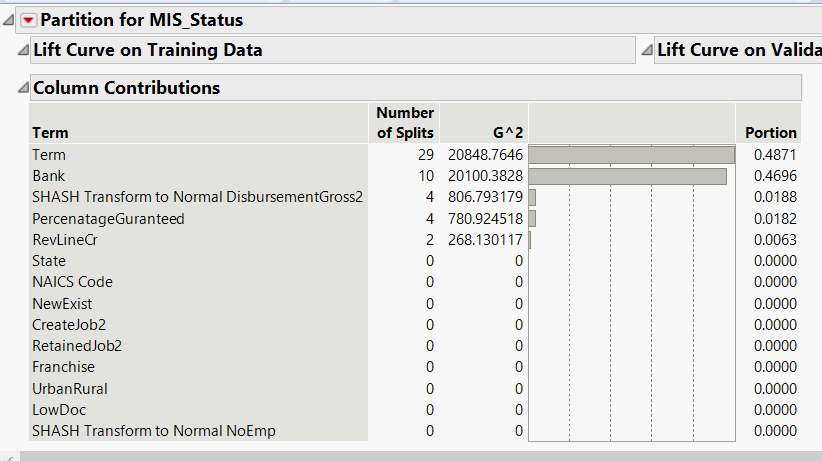 Partition for MIS_Status
Lift Curve on Training Data
Lift Curve on Valida
Column Contributions
Term Number of Splits G^2 Portion
Term 29 20848.7646 0.4871
Bank 10 20100.3828 0.4696
SHASH Transform to Normal DisbursementGross2 4 806.793179 0.0188
PercenatageGuranteed 4 780.924518 0.0182
RevLineCr 2 268.130117 0.0063
State 0 0 0.0000
NAICS Code 0 0 0.0000
NewExist 0 0 0.0000
CreateJob2 0 0 0.0000
RetainedJob2 0 0 0.0000
Franchise 0 0 0.0000
UrbanRural 0 0 0.0000
LowDoc 0 0 0.0000
SHASH Transform to Normal NoEmp 0 0 0.0000